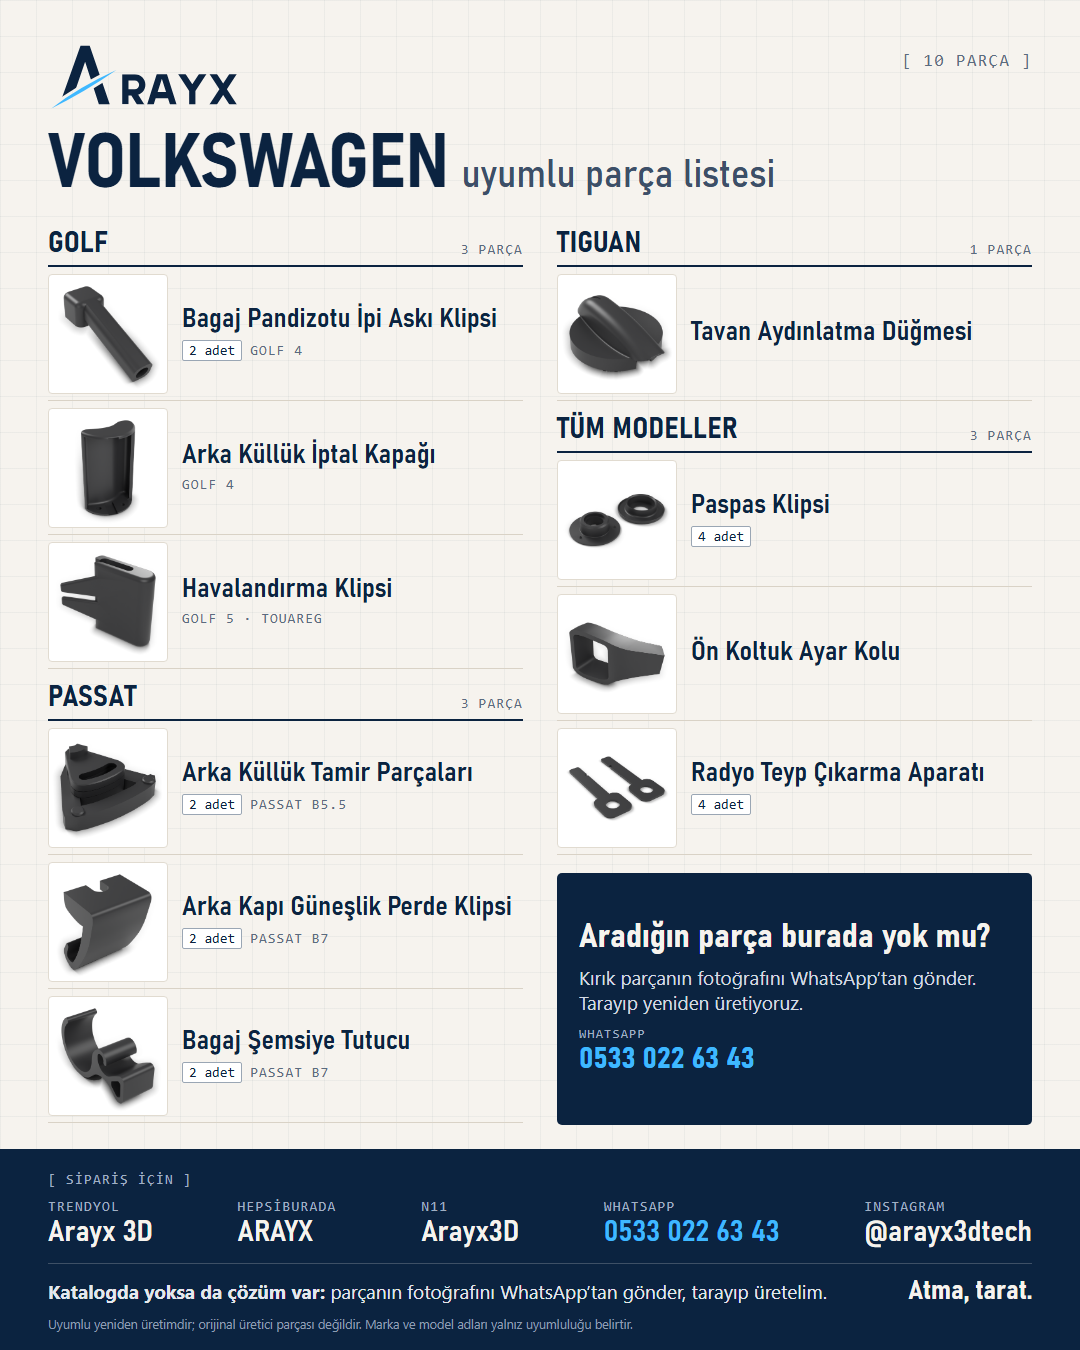 ARAYX
[ 10 PARÇA ]
VOLKSWAGEN uyumlu parça listesi
GOLF
3 PARÇA
Bagaj Pandizotu İpi Askı Klipsi
2 adet GOLF 4
Arka Küllük İptal Kapağı
GOLF 4
Havalandırma Klipsi
GOLF 5 · TOUAREG
PASSAT
3 PARÇA
Arka Küllük Tamir Parçaları
2 adet PASSAT B5.5
Arka Kapı Güneşlik Perde Klipsi
2 adet PASSAT B7
Bagaj Şemsiye Tutucu
2 adet PASSAT B7
TIGUAN
1 PARÇA
Tavan Aydınlatma Düğmesi
TÜM MODELLER
3 PARÇA
Paspas Klipsi
4 adet
Ön Koltuk Ayar Kolu
Radyo Teyp Çıkarma Aparatı
4 adet
Aradığın parça burada yok mu?
Kırık parçanın fotoğrafını WhatsApp'tan gönder.
Tarayıp yeniden üretiyoruz.
WHATSAPP
0533 022 63 43
[ SİPARİŞ İÇİN ]
TRENDYOL
Arayx 3D
HEPSİBURADA
ARAYX
N11
Arayx3D
WHATSAPP
0533 022 63 43
INSTAGRAM
@arayx3dtech
Katalogda yoksa da çözüm var: parçanın fotoğrafını WhatsApp'tan gönder, tarayıp üretelim.
Atma, tarat.
Uyumlu yeniden üretimdir; orijinal üretici parçası değildir. Marka ve model adları yalnız uyumluluğu belirtir.